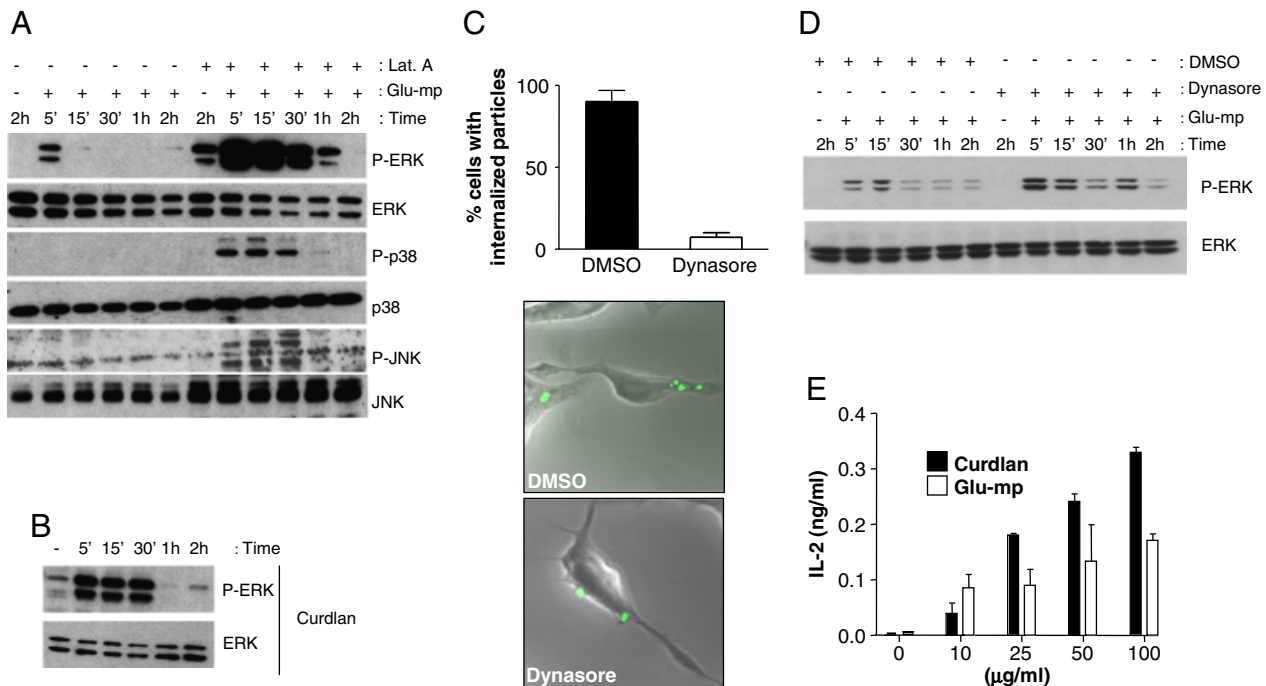 A
- - - - - - + + + + + + : Lat. A
- + + + + + - + + + + + : Glu-mp
2h 5’ 15’ 30’ 1h 2h 2h 5’ 15’ 30’ 1h 2h : Time
P-ERK
ERK
P-p38
p38
P-JNK
JNK
B
- 5’ 15’ 30’ 1h 2h : Time
P-ERK
ERK
Curdlan
C
% cells with
internalized particles
100
50
0
DMSO Dynasore
DMSO
Dynasore
D
+ + + + + + - - - - - - : DMSO
- - - - - - + + + + + + : Dynasore
- + + + + + - + + + + + : Glu-mp
2h 5’ 15’ 30’ 1h 2h 2h 5’ 15’ 30’ 1h 2h : Time
P-ERK
ERK
E
IL-2 (ng/ml)
0.4
0.3
0.2
0.1
0.0
Curdlan
Glu-mp
0 10 25 50 100
(μg/ml)